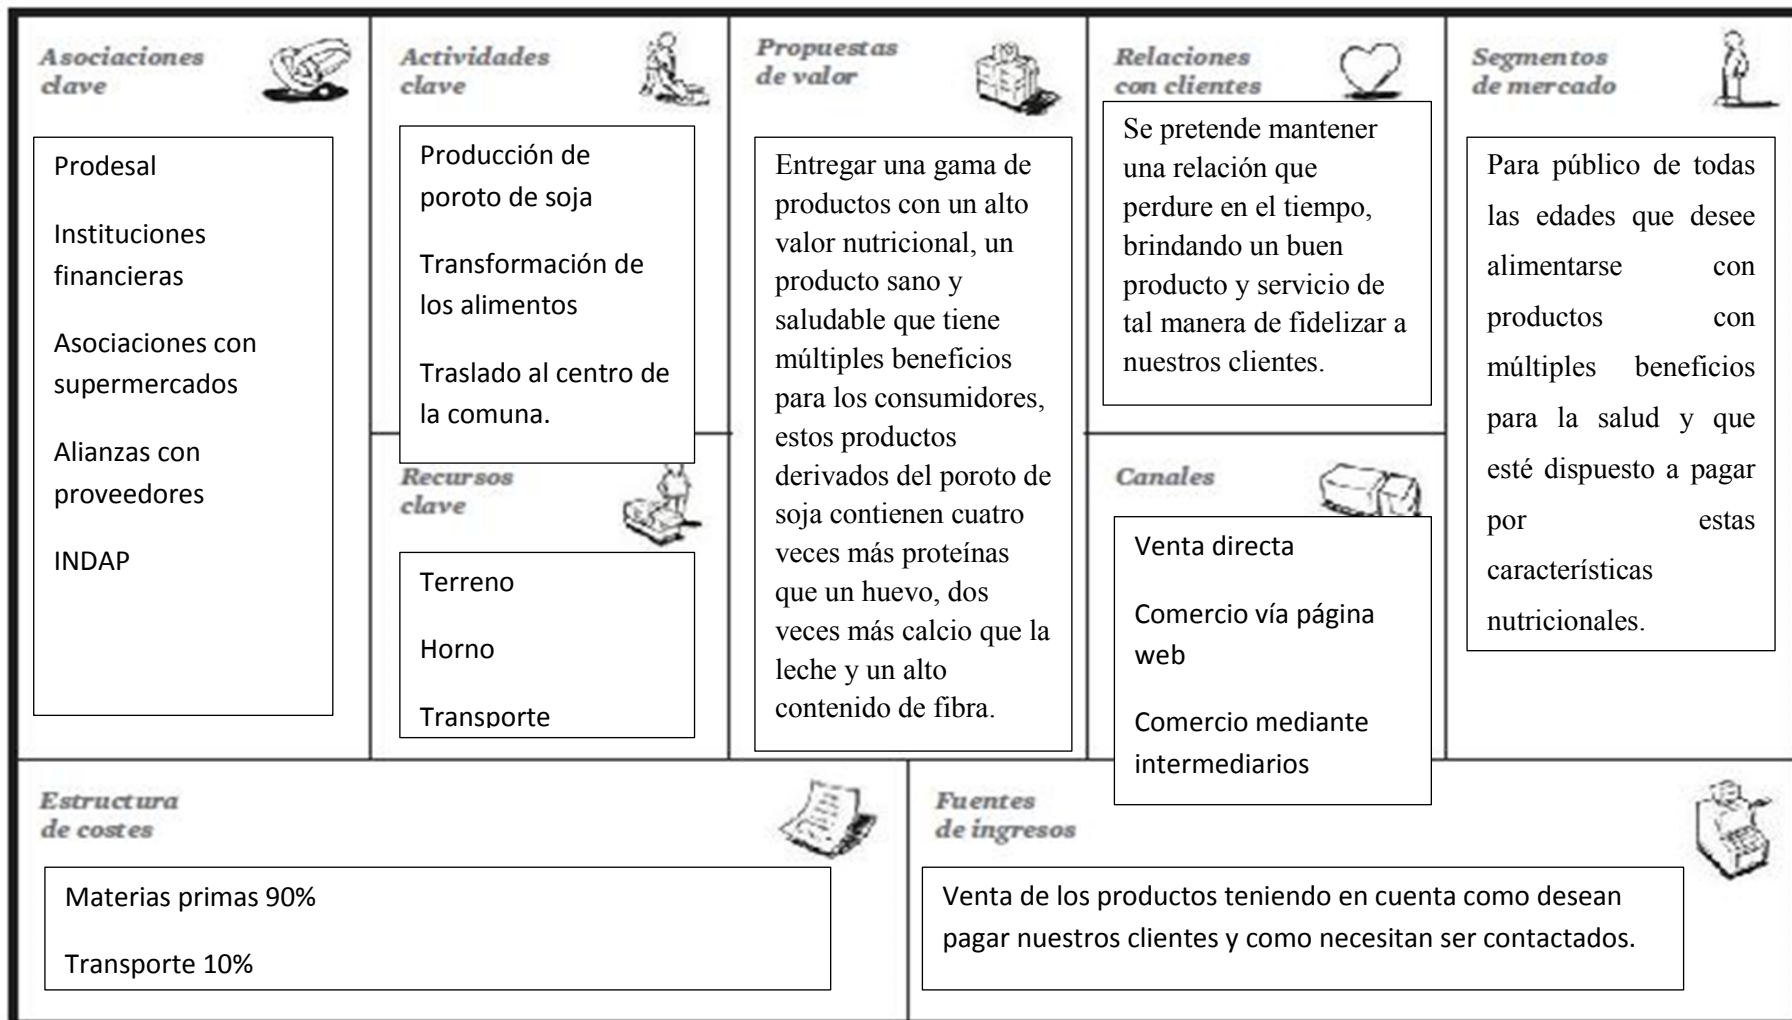 Asociaciones
clave
Prodesal
Instituciones
financieras
Asociaciones con
supermercados
Alianzas con
proveedores
INDAP
Actividades
clave
Producción de
poroto de soja
Transformación de
los alimentos
Traslado al centro de
la comuna.
Recursos
clave
Terreno
Horno
Transporte
Propuestas
de valor
Entregar una gama de
productos con un alto
valor nutricional, un
producto sano y
saludable que tiene
múltiples beneficios
para los consumidores,
estos productos
derivados del poroto de
soja contienen cuatro
veces más proteínas
que un huevo, dos
veces más calcio que la
leche y un alto
contenido de fibra.
Relaciones
con clientes
Se pretende mantener
una relación que
perdure en el tiempo,
brindando un buen
producto y servicio de
tal manera de fidelizar a
nuestros clientes.
Canales
Venta directa
Comercio vía página
web
Comercio mediante
intermediarios
Segmentos
de mercado
Para público de todas
las edades que desee
alimentarse con
productos con
múltiples beneficios
para la salud y que
esté dispuesto a pagar
por estas
características
nutricionales.
Estructura
de costes
Materias primas 90%
Transporte 10%
Fuentes
de ingresos
Venta de los productos teniendo en cuenta como desean
pagar nuestros clientes y como necesitan ser contactados.